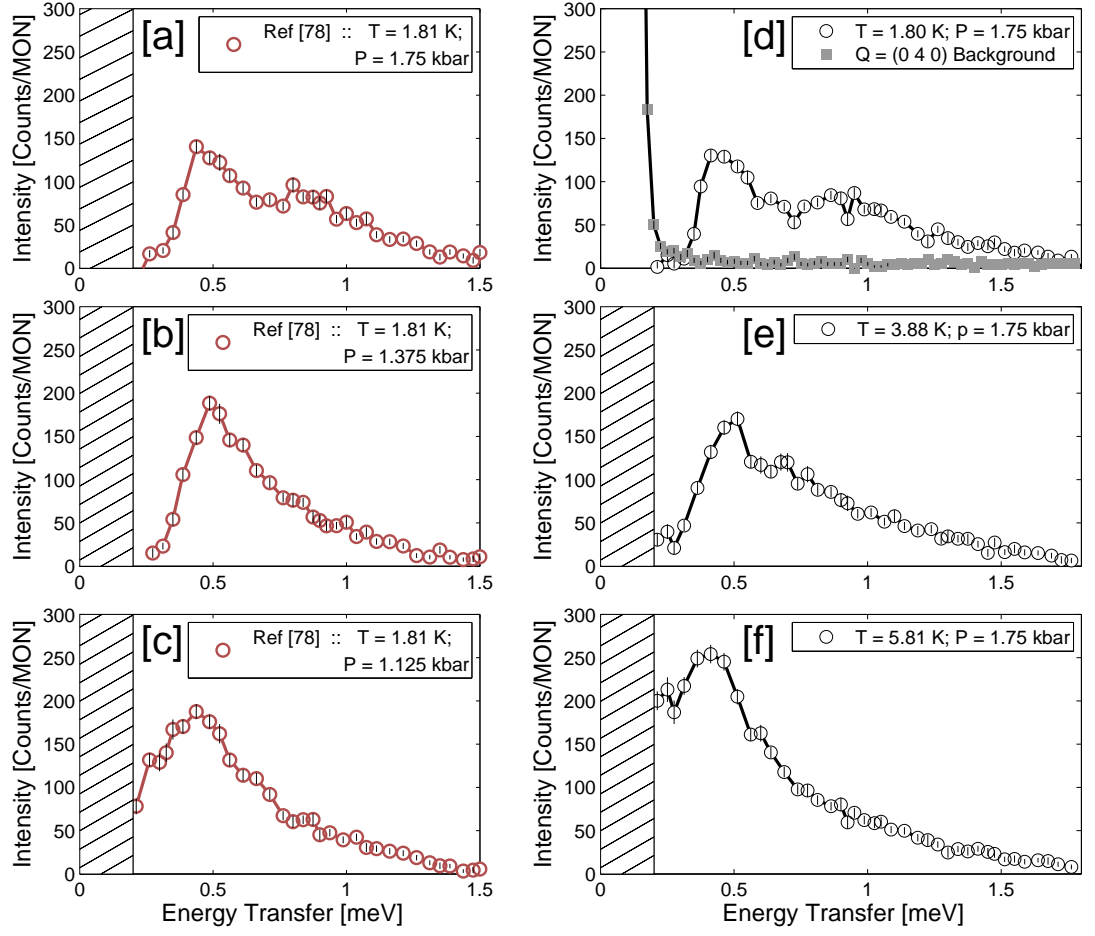 [a]
Ref [78] :: T = 1.81 K;
P = 1.75 kbar
Intensity [Counts/MON]
300
250
200
150
100
50
0
0 0.5 1 1.5
[d]
T = 1.80 K; P = 1.75 kbar
Q = (0 4 0) Background
Intensity [Counts/MON]
300
250
200
150
100
50
0
0 0.5 1 1.5
[b]
Ref [78] :: T = 1.81 K;
P = 1.375 kbar
Intensity [Counts/MON]
300
250
200
150
100
50
0
0 0.5 1 1.5
[e]
T = 3.88 K; p = 1.75 kbar
Intensity [Counts/MON]
300
250
200
150
100
50
0
0 0.5 1 1.5
[c]
Ref [78] :: T = 1.81 K;
P = 1.125 kbar
Intensity [Counts/MON]
300
250
200
150
100
50
0
0 0.5 1 1.5
Energy Transfer [meV]
[f]
T = 5.81 K; P = 1.75 kbar
Intensity [Counts/MON]
300
250
200
150
100
50
0
0 0.5 1 1.5
Energy Transfer [meV]